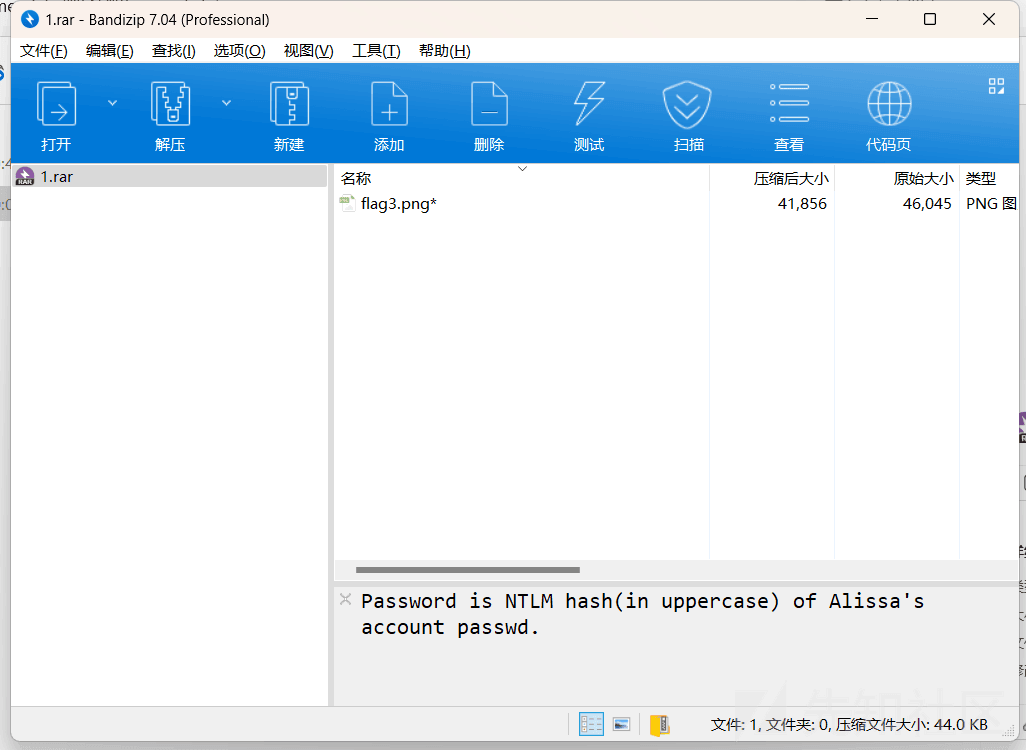 1.rar - Bandizip 7.04 (Professional)
文件(F) 编辑(E) 查找(I) 选项(O) 视图(V) 工具(T) 帮助(H)
打开 解压 新建 添加 删除 测试 扫描 查看 代码页
1.rar
名称 压缩后大小 原始大小 类型
flag3.png* 41,856 46,045 PNG 图
Password is NTLM hash(in uppercase) of Alissa's
account passwd.
文件: 1, 文件夹: 0, 压缩文件大小: 44.0 KB